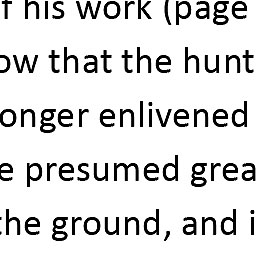 f his work (page
ow that the hunt
onger enlivened
e presumed grea
the ground, and i